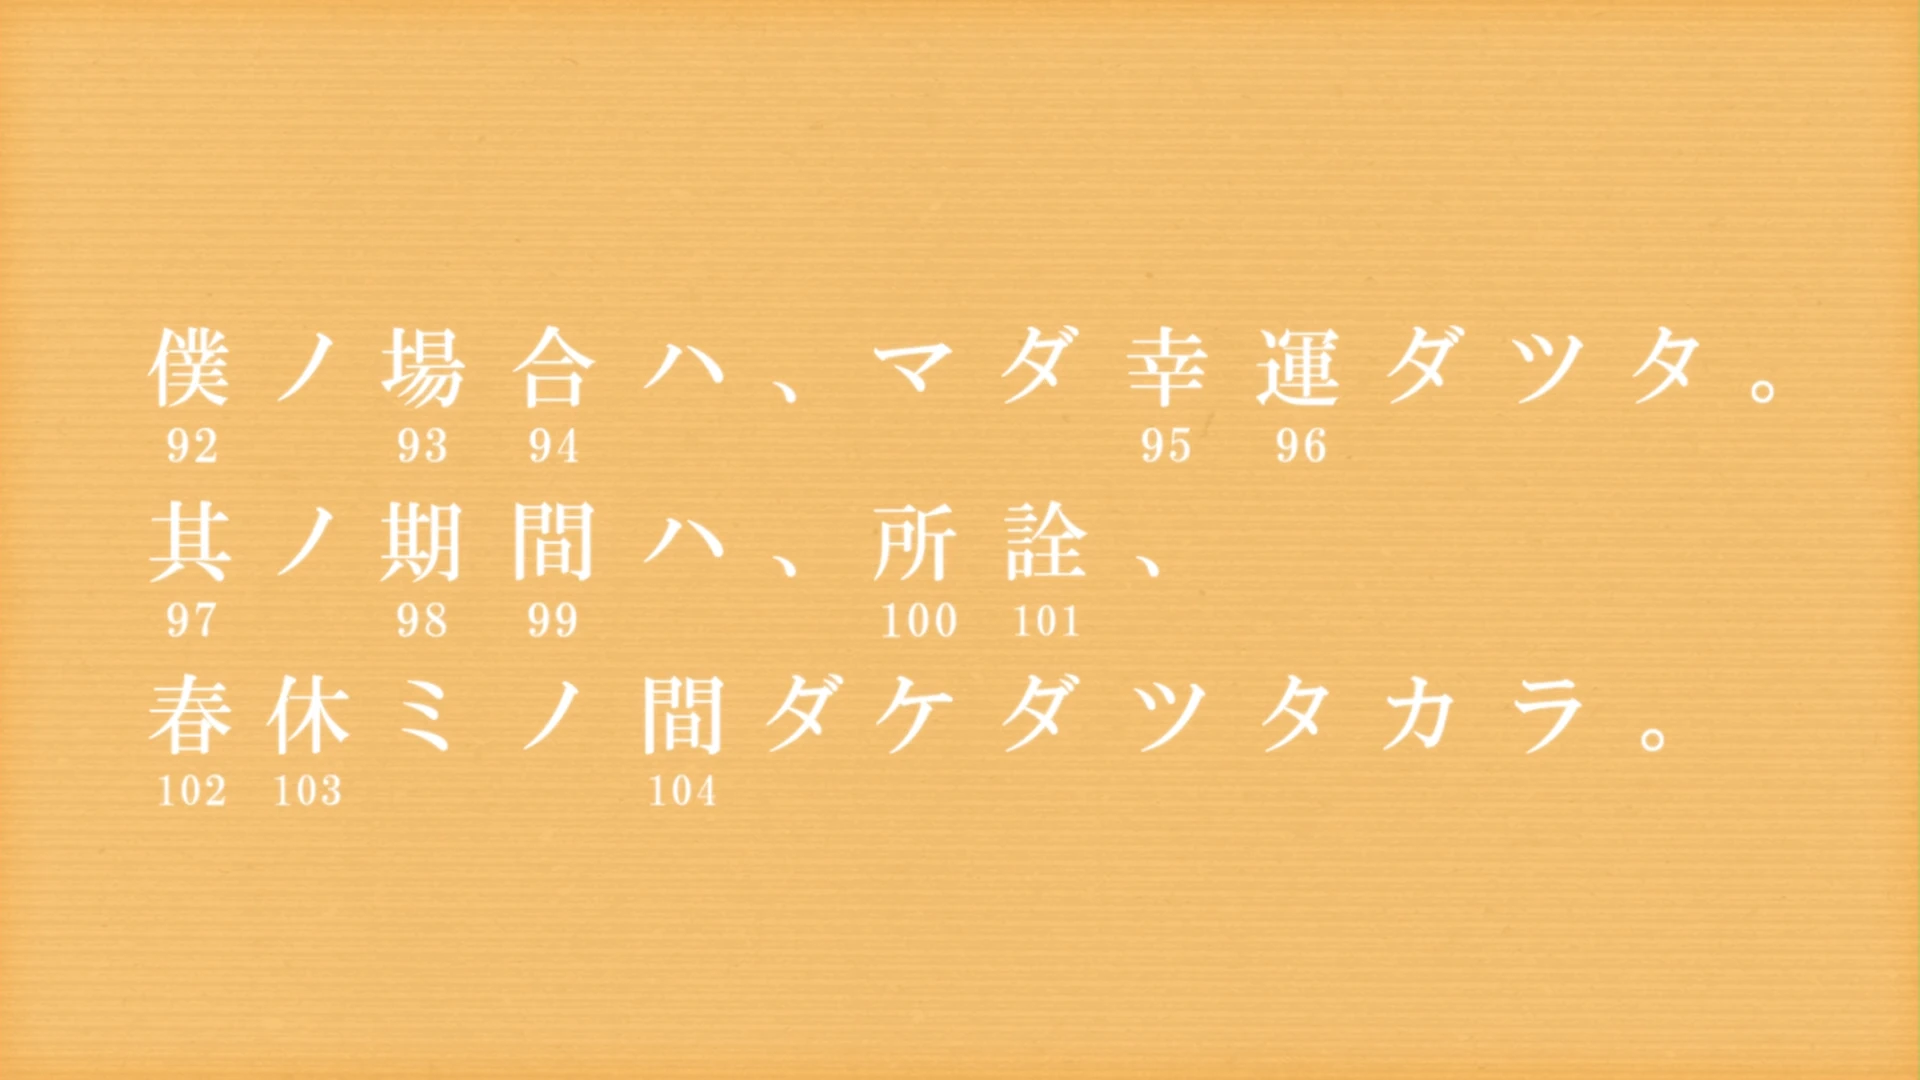 僕ノ場合ハ、マダ幸運ダツタ。
92 93 94 95 96
其ノ期間ハ、所詮、
97 98 99 100 101
春休ミノ間ダケダツタカラ。
102 103 104